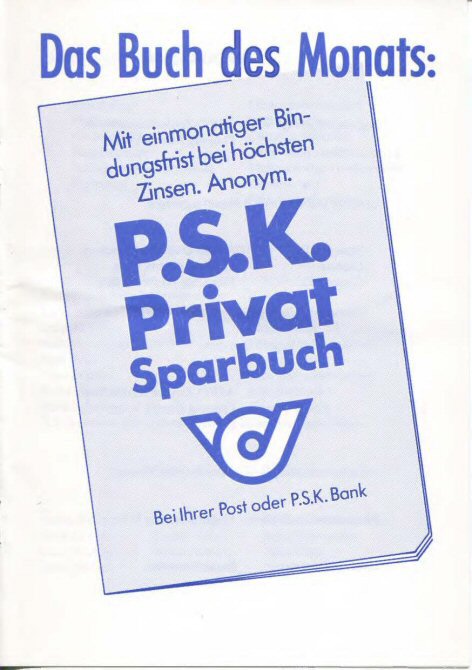 Das Buch des Monats:
Mit einmonatiger Bin-
dungsfrist bei höchsten
Zinsen. Anonym.
P.S.K.
Privat
Sparbuch
Bei Ihrer Post oder P.S.K. Bank